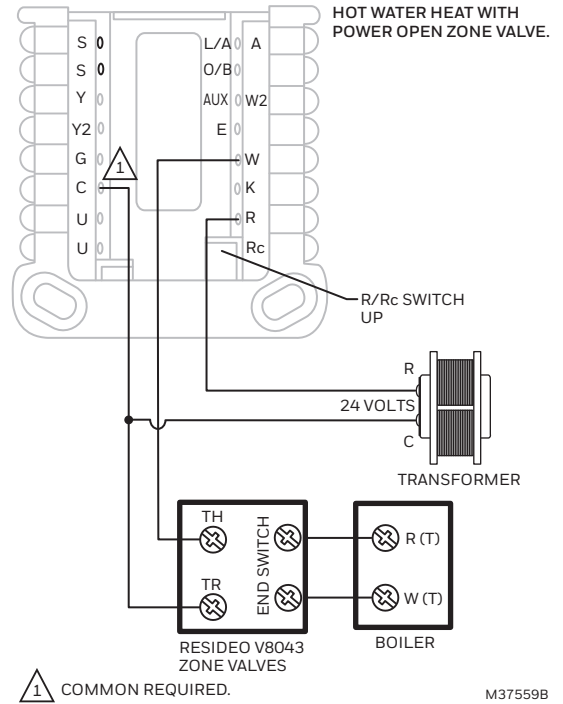 HOT WATER HEAT WITH
POWER OPEN ZONE VALVE.
S L/A A
S O/B
Y AUX W2
Y2 E
G 1 W
C K
U R
U Rc
R/Rc SWITCH
UP
R
24 VOLTS
C
TRANSFORMER
TH
TR
END SWITCH
R (T)
W (T)
RESIDEO V8043
ZONE VALVES
BOILER
1 COMMON REQUIRED.
M37559B